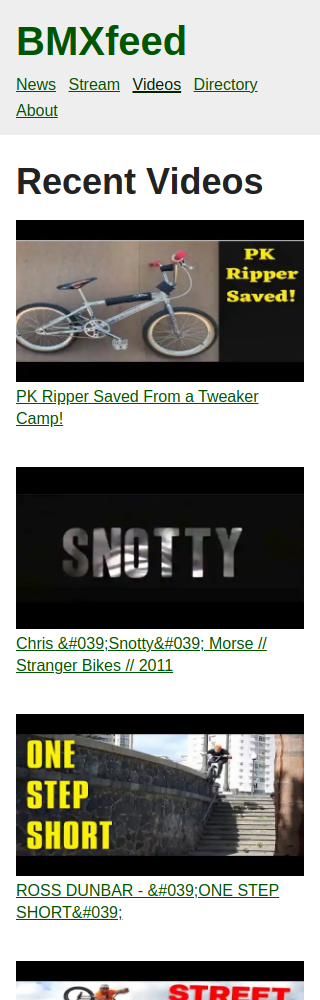 BMXfeed
News Stream Videos Directory
About
Recent Videos
PK
Ripper
Saved!
PK Ripper Saved From a Tweaker
Camp!
SNOTTY
Chris &#039;Snotty&#039; Morse //
Stranger Bikes // 2011
ONE
STEP
SHORT
ROSS DUNBAR - &#039;ONE STEP
SHORT&#039;
STREET